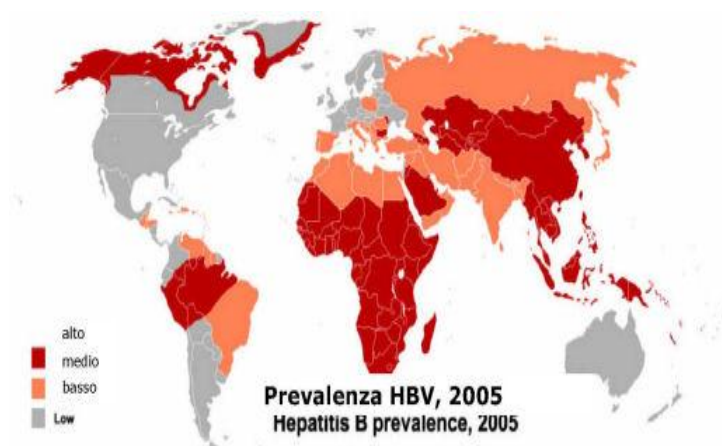 alto
medio
basso
Low
Prevalenza HBV, 2005
Hepatitis B prevalence, 2005